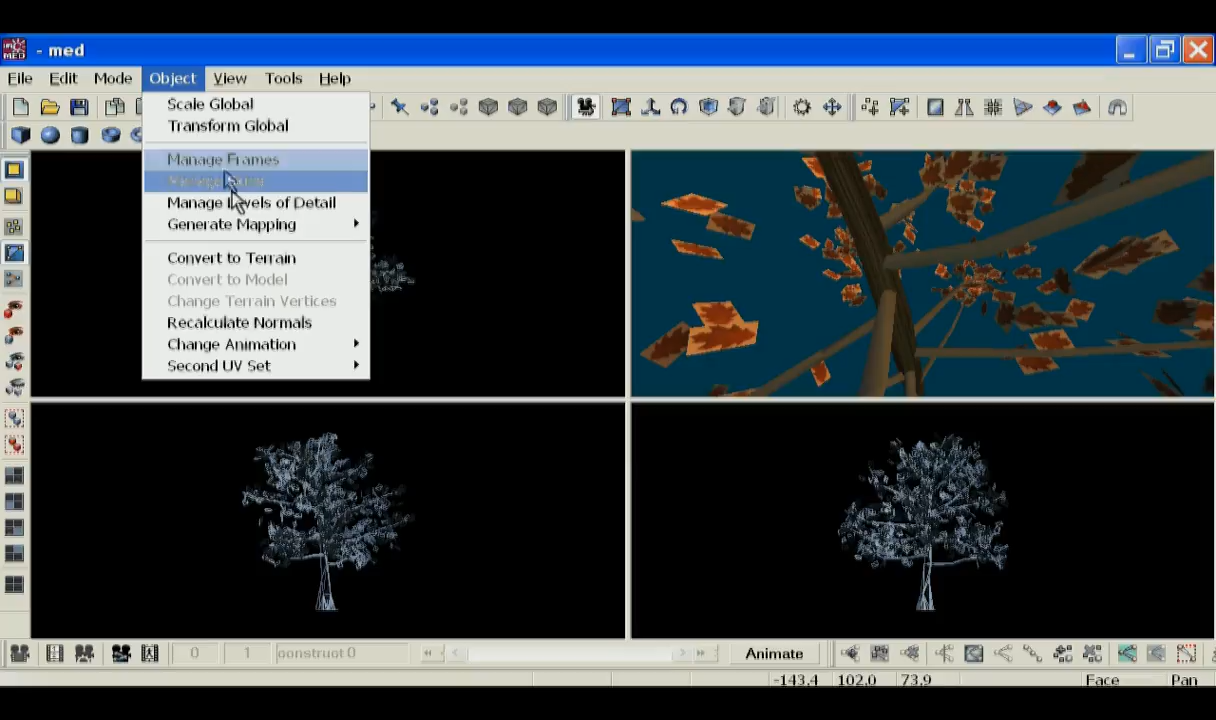 - med
File Edit Mode Object View Tools Help
Scale Global
Transform Global
Manage Frames
Manage Levels of Detail
Generate Mapping
Convert to Terrain
Convert to Model
Change Terrain Vertices
Recalculate Normals
Change Animation
Second UV Set
0 1 construct 0 Animate
-143.4 102.0 73.9 Face Pan